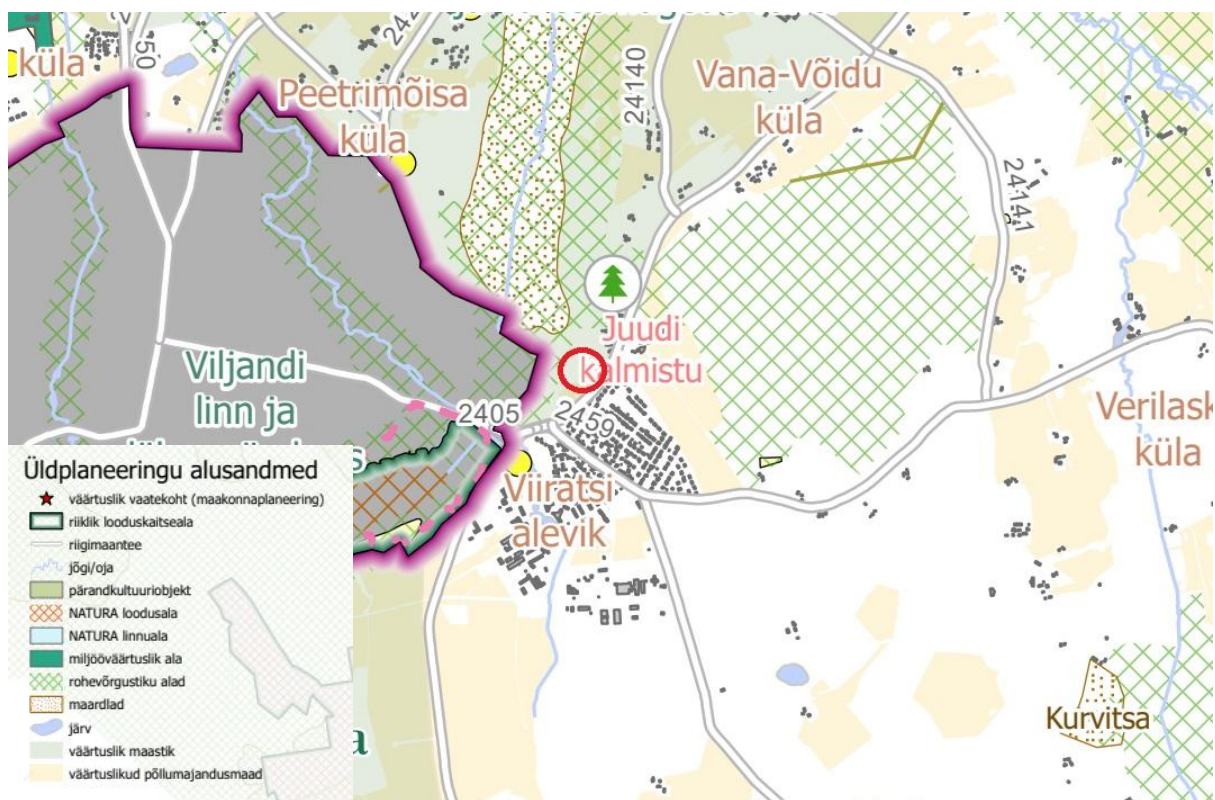 küla
50
Peetrimõisa
küla
242
24140
Vana-Võidu
küla
24141
Juudi
kalmistu
Viljandi
linn ja
2405
2459
Verilask
küla
Viiratsi
alevik
Kurvitsa
a
Üldplaneeringu alusandmed
väärtuslik vaatekoht (maakonnaplaneering)
riiklik looduskaitseala
riigimaantee
jõgi/oja
pärandkultuuriobjekt
NATURA loodusala
NATURA linnuala
miljööväärtuslik ala
rohevõrgustiku alad
maardlad
järv
väärtuslik maastik
väärtuslikud põllumajandusmaad